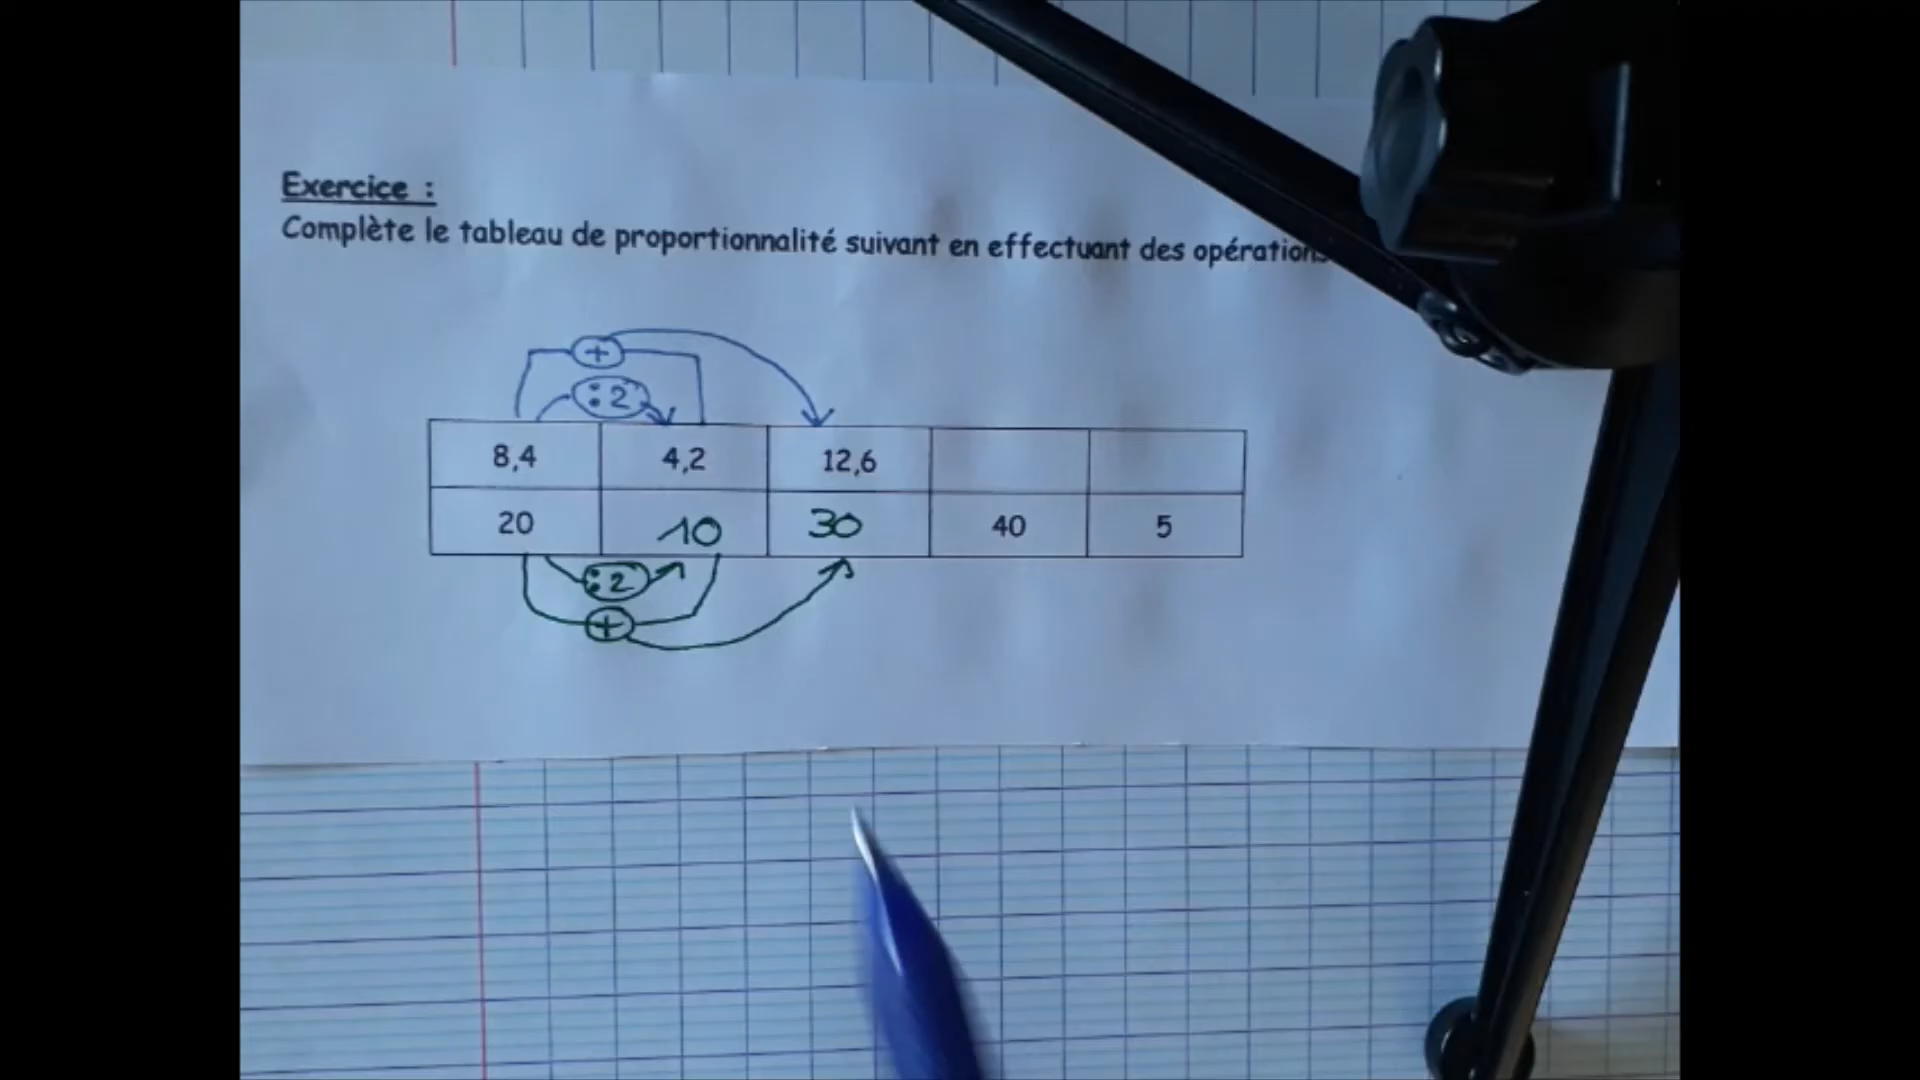 Exercice :
Complète le tableau de proportionnalité suivant en effectuant des opérations
+
: 2
8,4 4,2 12,6
20 10 30 40 5
: 2
+